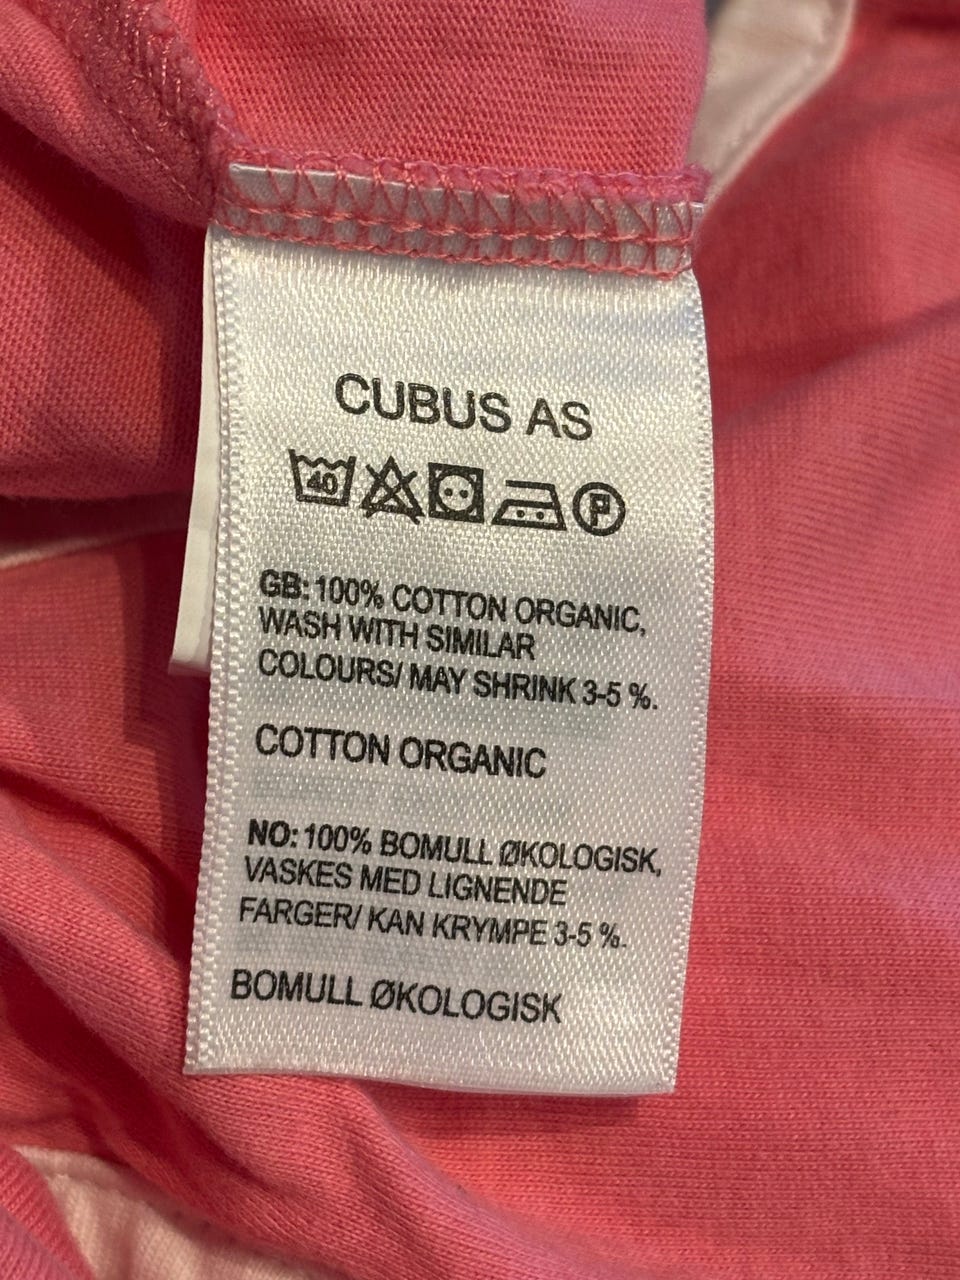 CUBUS AS
40 P
GB: 100% COTTON ORGANIC,
WASH WITH SIMILAR
COLOURS/ MAY SHRINK 3-5 %.
COTTON ORGANIC
NO: 100% BOMULL ØKOLOGISK,
VASKES MED LIGNENDE
FARGER/ KAN KRYMPE 3-5 %.
BOMULL ØKOLOGISK